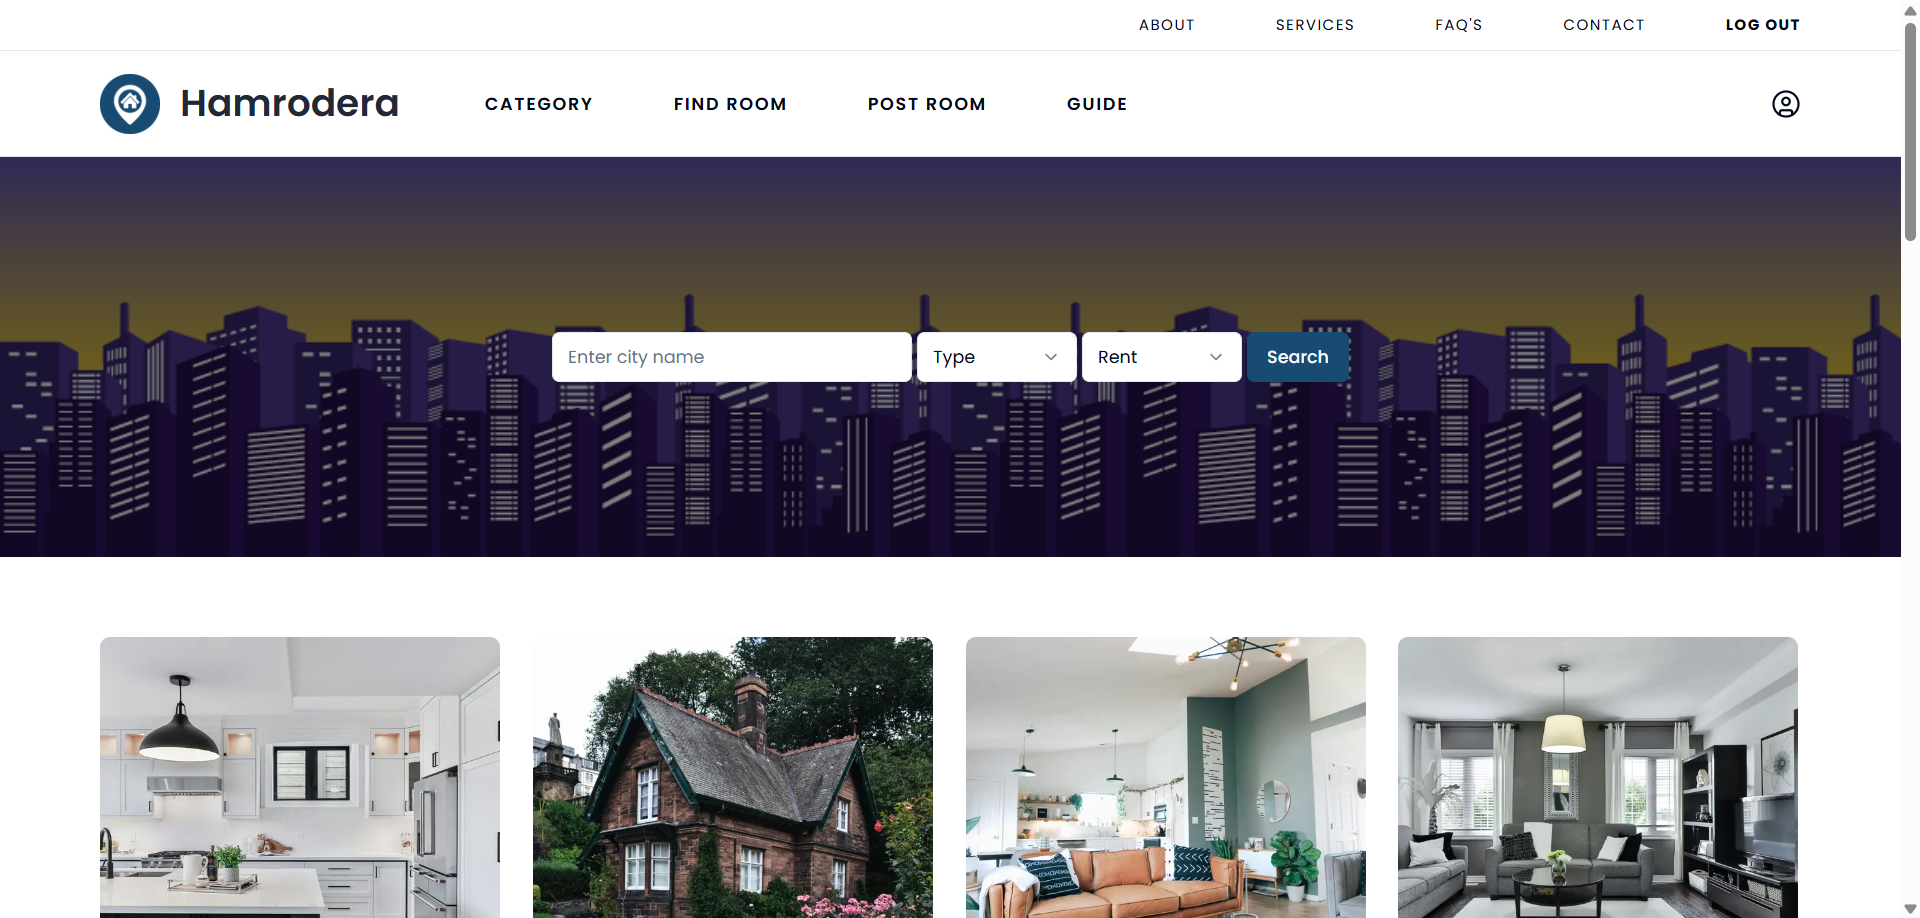 ABOUT SERVICES FAQ'S CONTACT LOG OUT
Hamrodera CATEGORY FIND ROOM POST ROOM GUIDE
Enter city name Type Rent Search